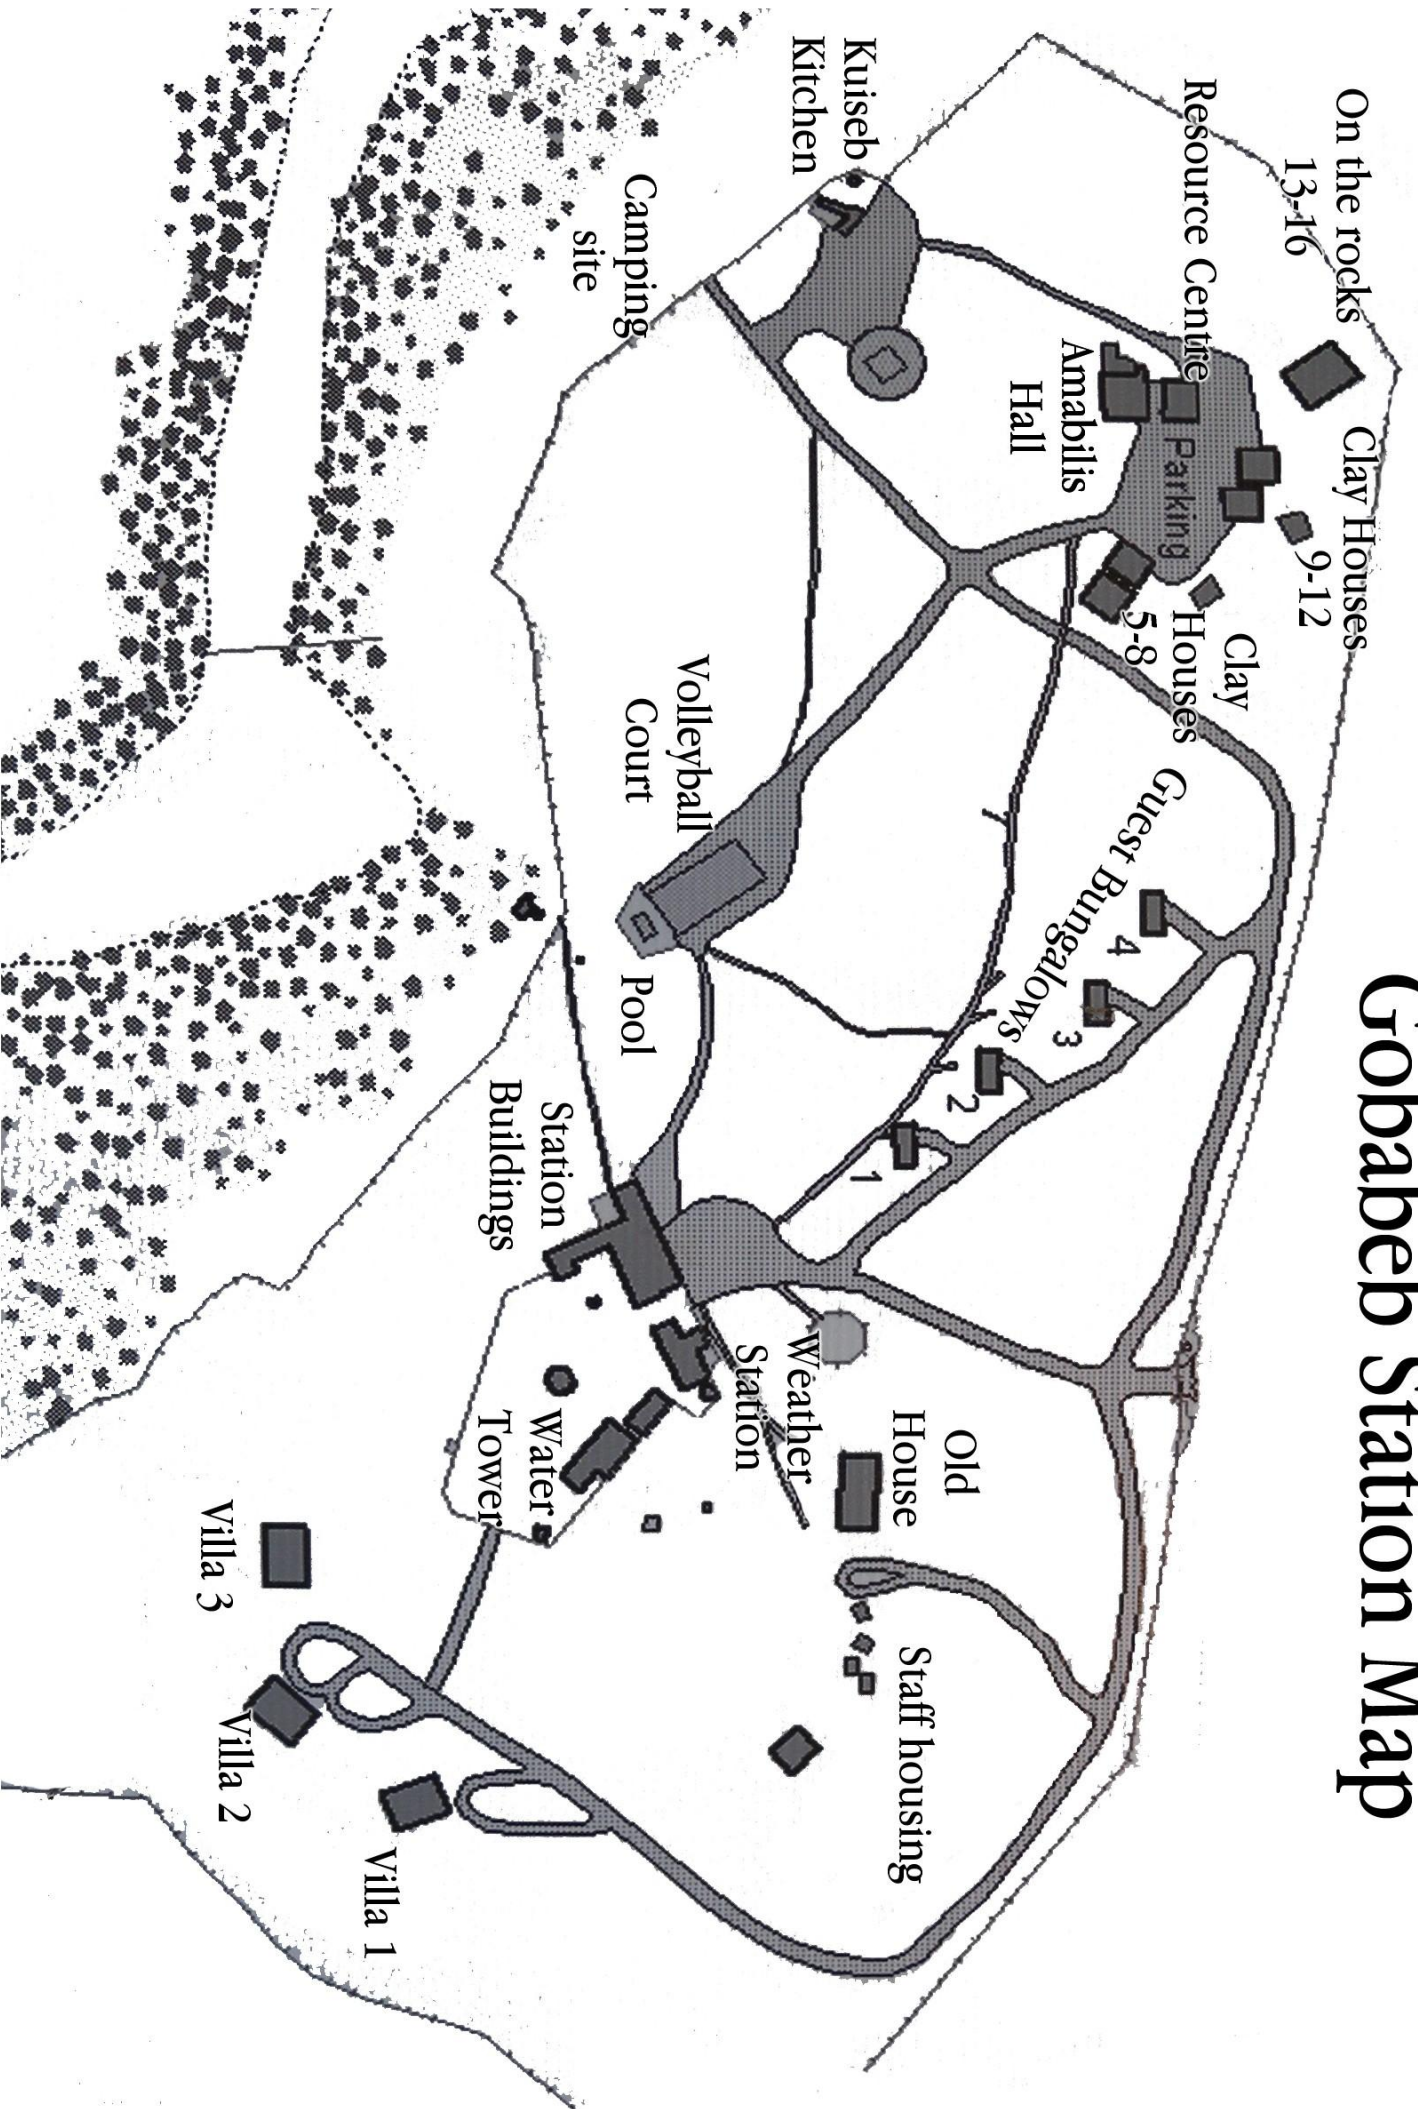 Gobabeb Station Map
On the rocks
13-16
Clay Houses
9-12
Resource Centre
Parking
Clay
Houses
5-8
Amabilis
Hall
Kuiseb
Kitchen
Camping
site
Guest Bungalows
4
3
2
1
Volleyball
Court
Pool
Station
Buildings
Weather
Station
Old
House
Water
Tower
Staff housing
Villa 3
Villa 2
Villa 1